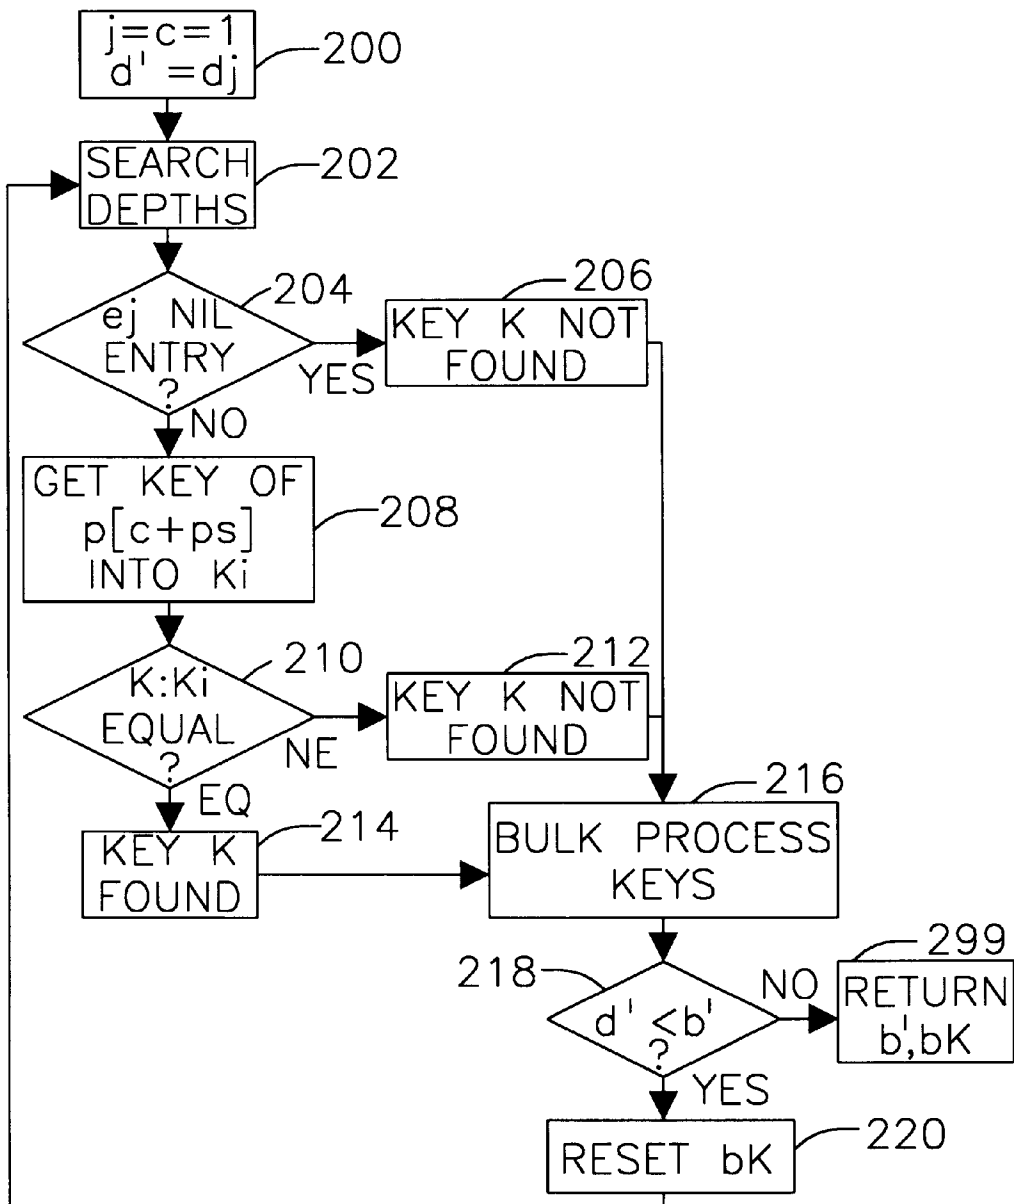 j=c=1
d'=dj
200
SEARCH
DEPTHS
202
ej NIL
ENTRY
?
204
YES
NO
KEY K NOT
FOUND
206
GET KEY OF
p[c+ps]
INTO Ki
208
K:Ki
EQUAL
?
210
NE
EQ
KEY K NOT
FOUND
212
KEY K
FOUND
214
BULK PROCESS
KEYS
216
d'<b'
?
218
NO
YES
RETURN
b',bK
299
RESET bK
220